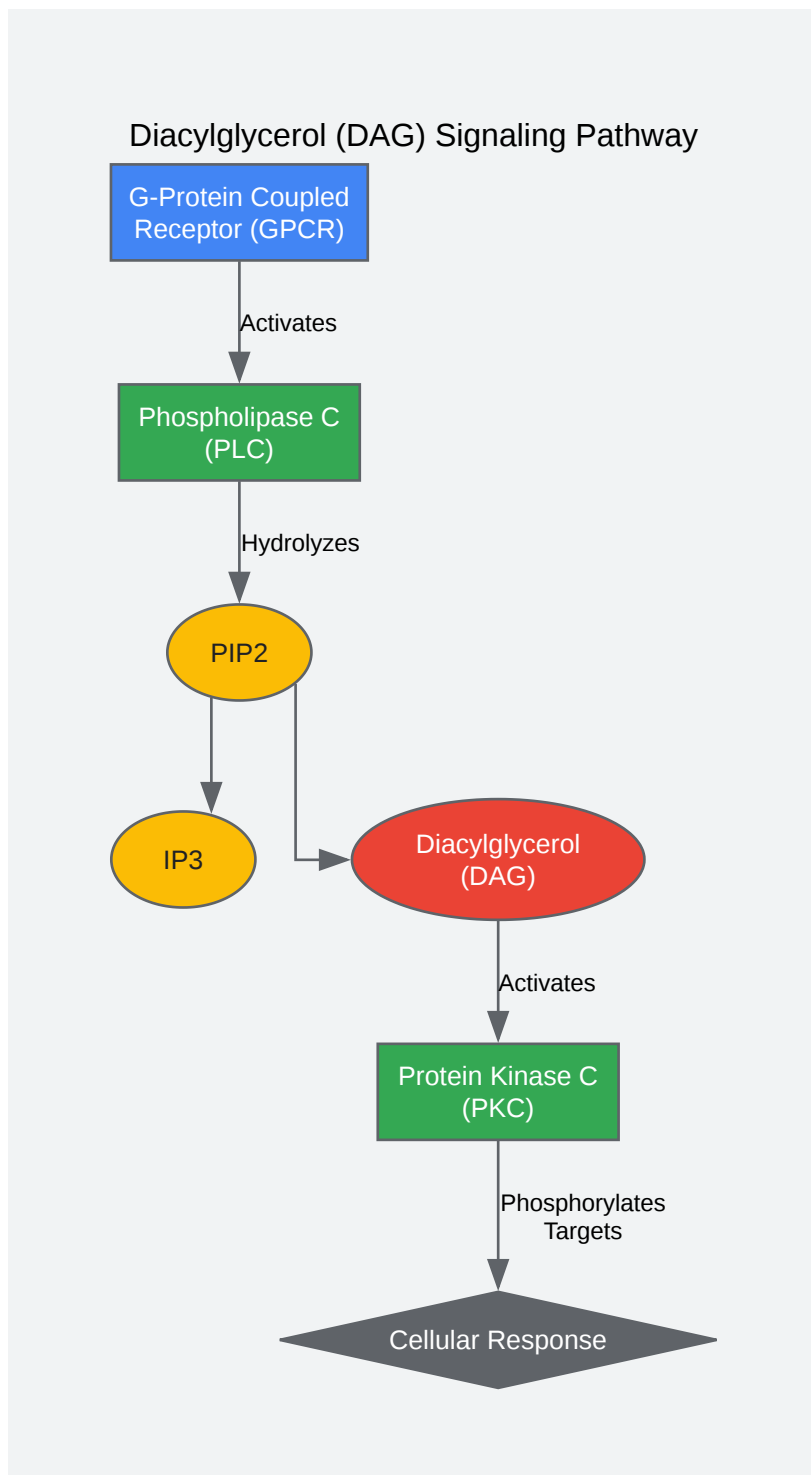 Diacylglycerol (DAG) Signaling Pathway
G-Protein Coupled
Receptor (GPCR)
Activates
Phospholipase C
(PLC)
Hydrolyzes
PIP2
IP3
Diacylglycerol
(DAG)
Activates
Protein Kinase C
(PKC)
Phosphorylates
Targets
Cellular Response